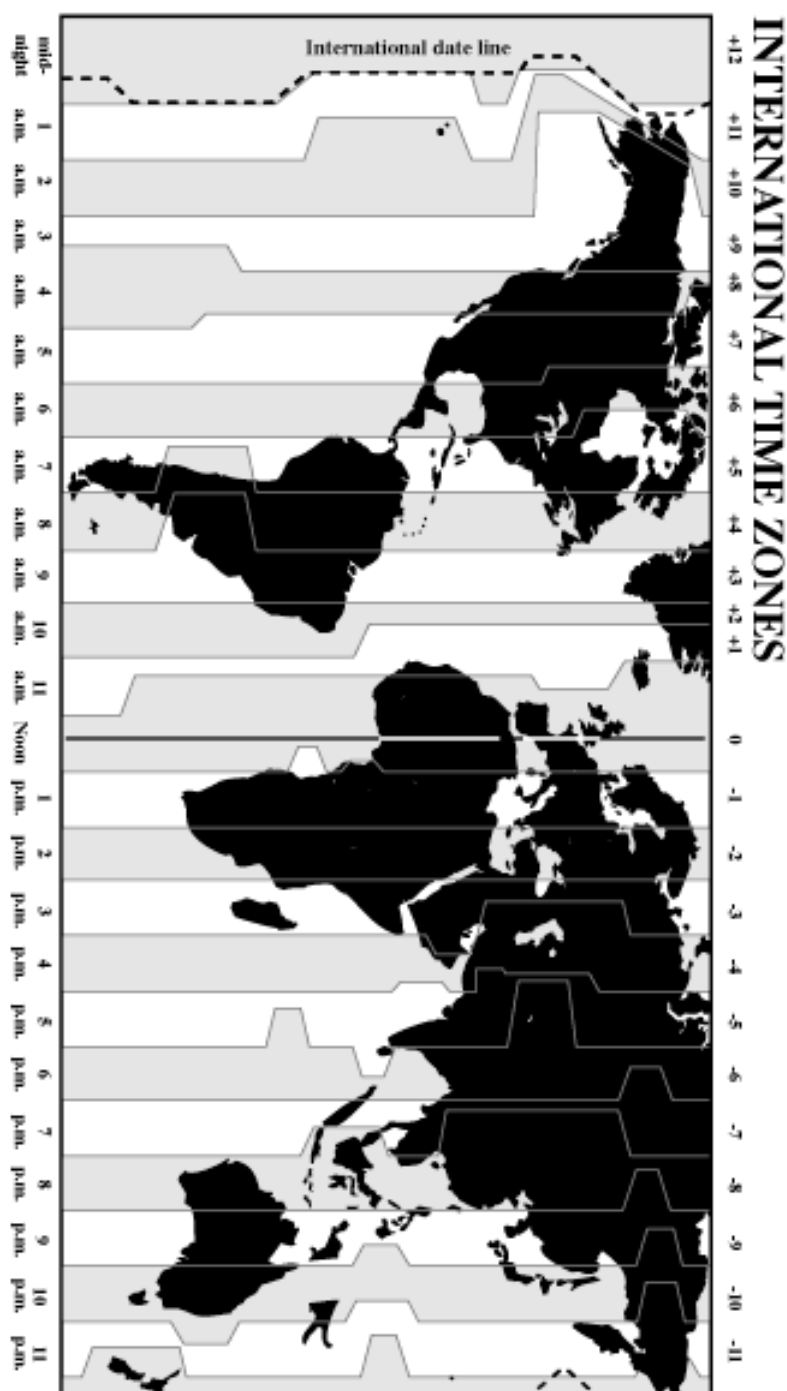 INTERNATIONAL TIME ZONES
+12 +11 +10 +9 +8 +7 +6 +5 +4 +3 +2 +1 0 -1 -2 -3 -4 -5 -6 -7 -8 -9 -10 -11
International date line
mid- 1 2 3 4 5 6 7 8 9 10 11 1 2 3 4 5 6 7 8 9 10 11
night a.m. a.m. a.m. a.m. a.m. a.m. a.m. a.m. a.m. a.m. a.m. Noon p.m. p.m. p.m. p.m. p.m. p.m. p.m. p.m. p.m. p.m. p.m.